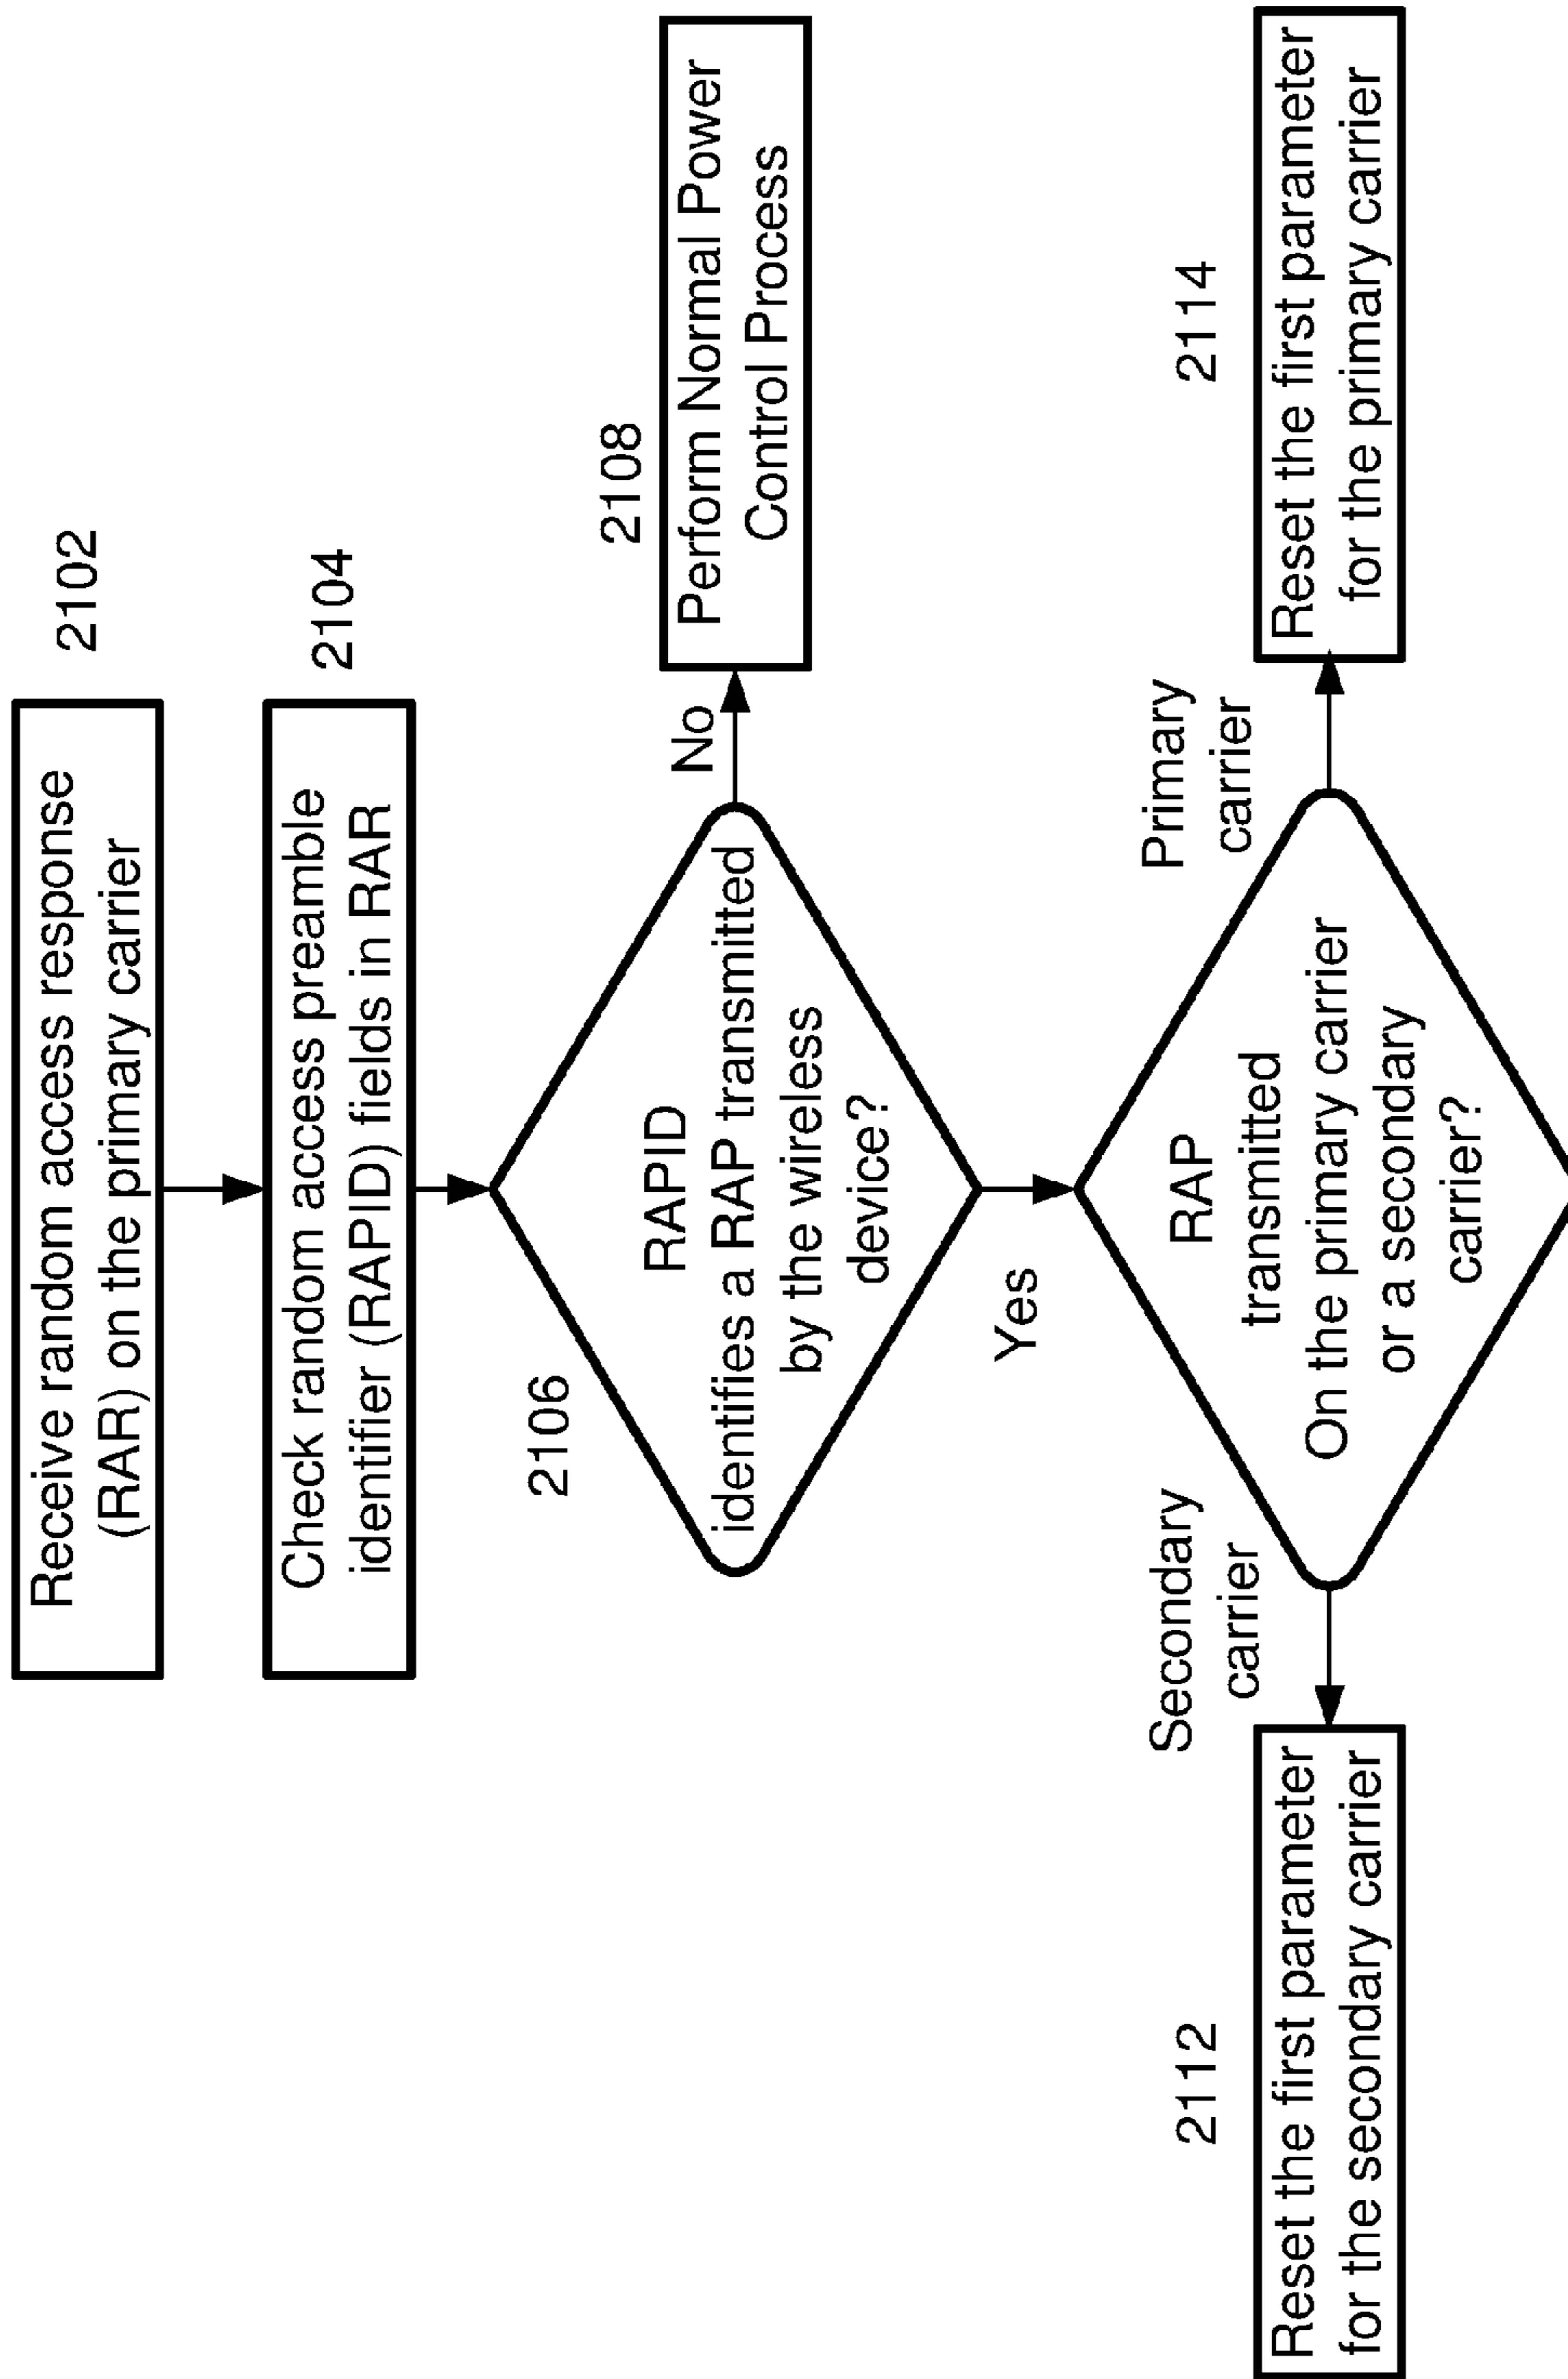 2102
Receive random access response
(RAR) on the primary carrier
2104
Check random access preamble
identifier (RAPID) fields in RAR
2106
RAPID
identifies a RAP transmitted
by the wireless
device?
No
2108
Perform Normal Power
Control Process
Yes
RAP
transmitted
On the primary carrier
or a secondary
carrier?
Secondary
carrier
2112
Reset the first parameter
for the secondary carrier
Primary
carrier
2114
Reset the first parameter
for the primary carrier